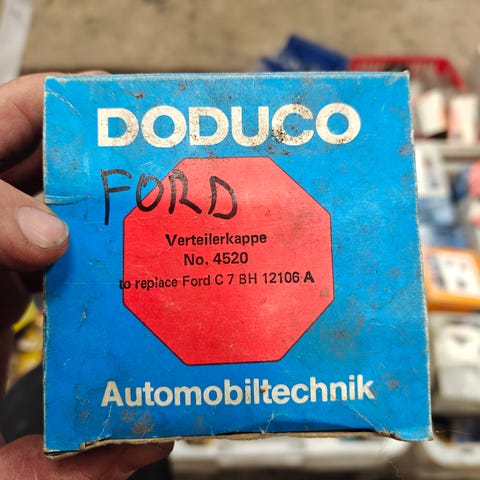 DODUCO
FORD
Verteilerkappe
No. 4520
to replace Ford C 7 BH 12106 A
Automobiltechnik